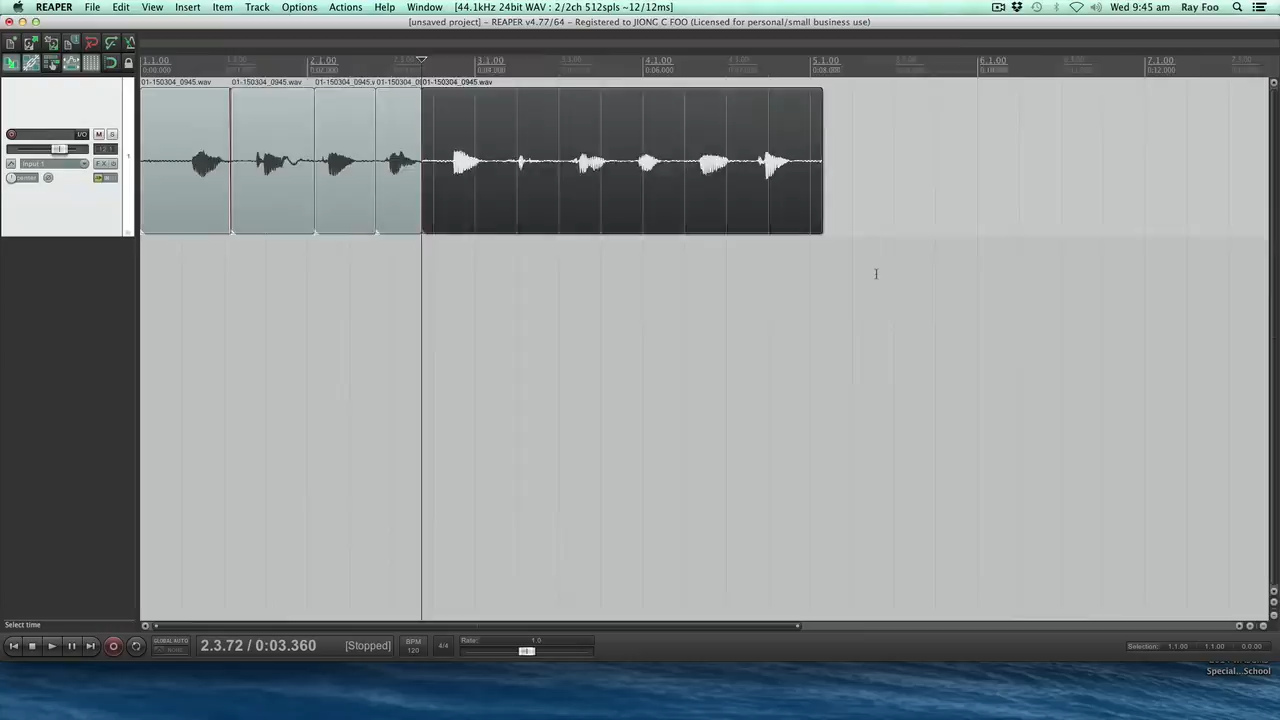 REAPER File Edit View Insert Item Track Options Actions Help Window [44.1kHz 24bit WAV : 2/2ch 512spls ~12/12ms] Wed 9:45 am Ray Foo
[unsaved project] - REAPER v4.77/64 - Registered to JIONG C FOO (Licensed for personal/small business use)
1.1.00 2.1.00 3.1.00 4.1.00 5.1.00 6.1.00 7.1.00
0:00.000 0:02.000 0:04.000 0:06.000 0:08.000 0:10.000 0:12.000
01-150304_0945.wav 01-150304_0945.wav 01-150304_0945.v 01-150304_0 01-150304_0945.wav
I/O M S
Input 1 FX
center
1
Select time
GLOBAL AUTO
NONE
2.3.72 / 0:03.360 [Stopped]
BPM
120
4/4
Rate: 1.0
Selection: 1.1.00 1.1.00 0.0.00
Special...School